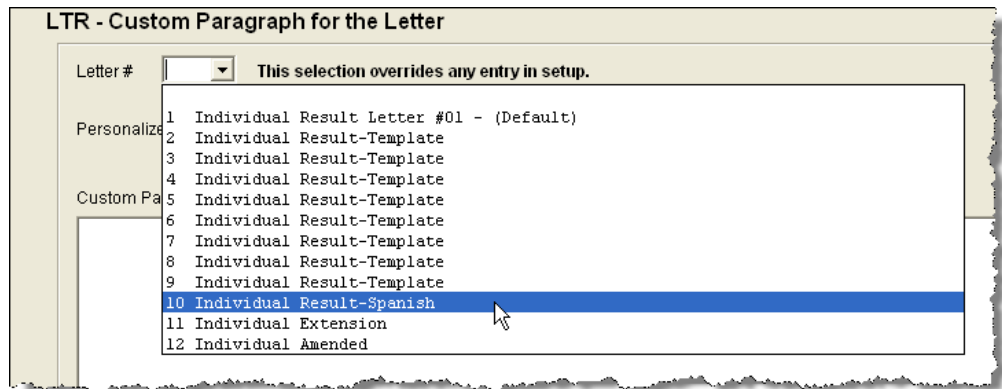 LTR - Custom Paragraph for the Letter
Letter # This selection overrides any entry in setup.
1 Individual Result Letter #01 - (Default)
Personalize
2 Individual Result-Template
3 Individual Result-Template
4 Individual Result-Template
Custom Pa
5 Individual Result-Template
6 Individual Result-Template
7 Individual Result-Template
8 Individual Result-Template
9 Individual Result-Template
10 Individual Result-Spanish
11 Individual Extension
12 Individual Amended